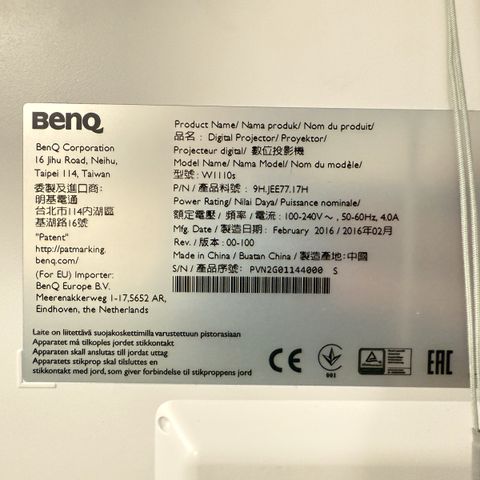 BenQ
BenQ Corporation
16 Jihu Road, Neihu,
Taipei 114, Taiwan
委製及進口商:
明基電通
台北市114內湖區
基湖路16號
"Patent"
http://patmarking.
benq.com/
(For EU) Importer:
BenQ Europe B.V.
Meerenakkerweg 1-17,5652 AR,
Eindhoven, the Netherlands
Product Name/ Nama produk/ Nom du produit/
品名: Digital Projector/ Proyektor/
Projecteur digital/ 數位投影機
Model Name/ Nama Model/ Nom du modèle/
型號: W1110s
P/N / 產品料號: 9H.JEE77.17H
Power Rating/ Nilai Daya/ Puissance nominale/
額定電壓 / 頻率 / 電流: 100-240V～, 50-60Hz, 4.0A
Mfg. Date / 製造日期: February 2016 / 2016年02月
Rev. / 版本: 00-100
Made in China / Buatan China / 製造產地:中國
S/N / 產品序號: PVN2G01144000 S
Laite on liitettävä suojakoskettimilla varustettuun pistorasiaan
Apparatet må tilkoples jordet stikkontakt
Apparaten skall anslutas till jordat uttag
Apparatets stikprop skal tilsluttes en
stikkontakt med jord, som giver forbindelse til stikproppens jord
CE
001
EAC